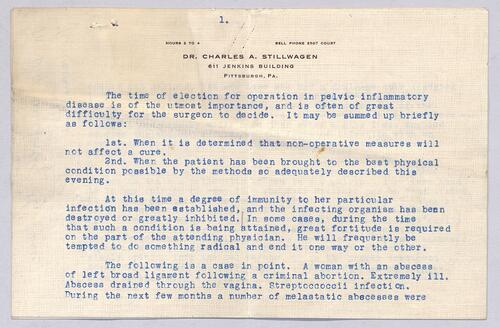 1.
HOURS 2 TO 4
BELL PHONE 2507 COURT
DR. CHARLES A. STILLWAGEN
611 JENKINS BUILDING
PITTSBURGH, PA.
The time of election for operation in pelvic inflammatory
disease is of the utmost importance, and is often of great
difficulty for the surgeon to decide. It may be summed up briefly
as follows:
1st. When it is determined that non-operative measures will
not affect a cure.
2nd. When the patient has been brought to the best physical
condition possible by the methods so adequately described this
evening.
At this time a degree of immunity to her particular
infection has been established, and the infecting organism has been
destroyed or greatly inhibited. In some cases, during the time
that such a condition is being attained, great fortitude is required
on the part of the attending physician. He will frequently be
tempted to do something radical and end it one way or the other.
The following is a case in point. A woman with an abscess
of left broad ligament following a criminal abortion. Extremely ill.
Abscess drained through the vagina. Streptococcii infection.
During the next few months a number of melastatic abscesses were